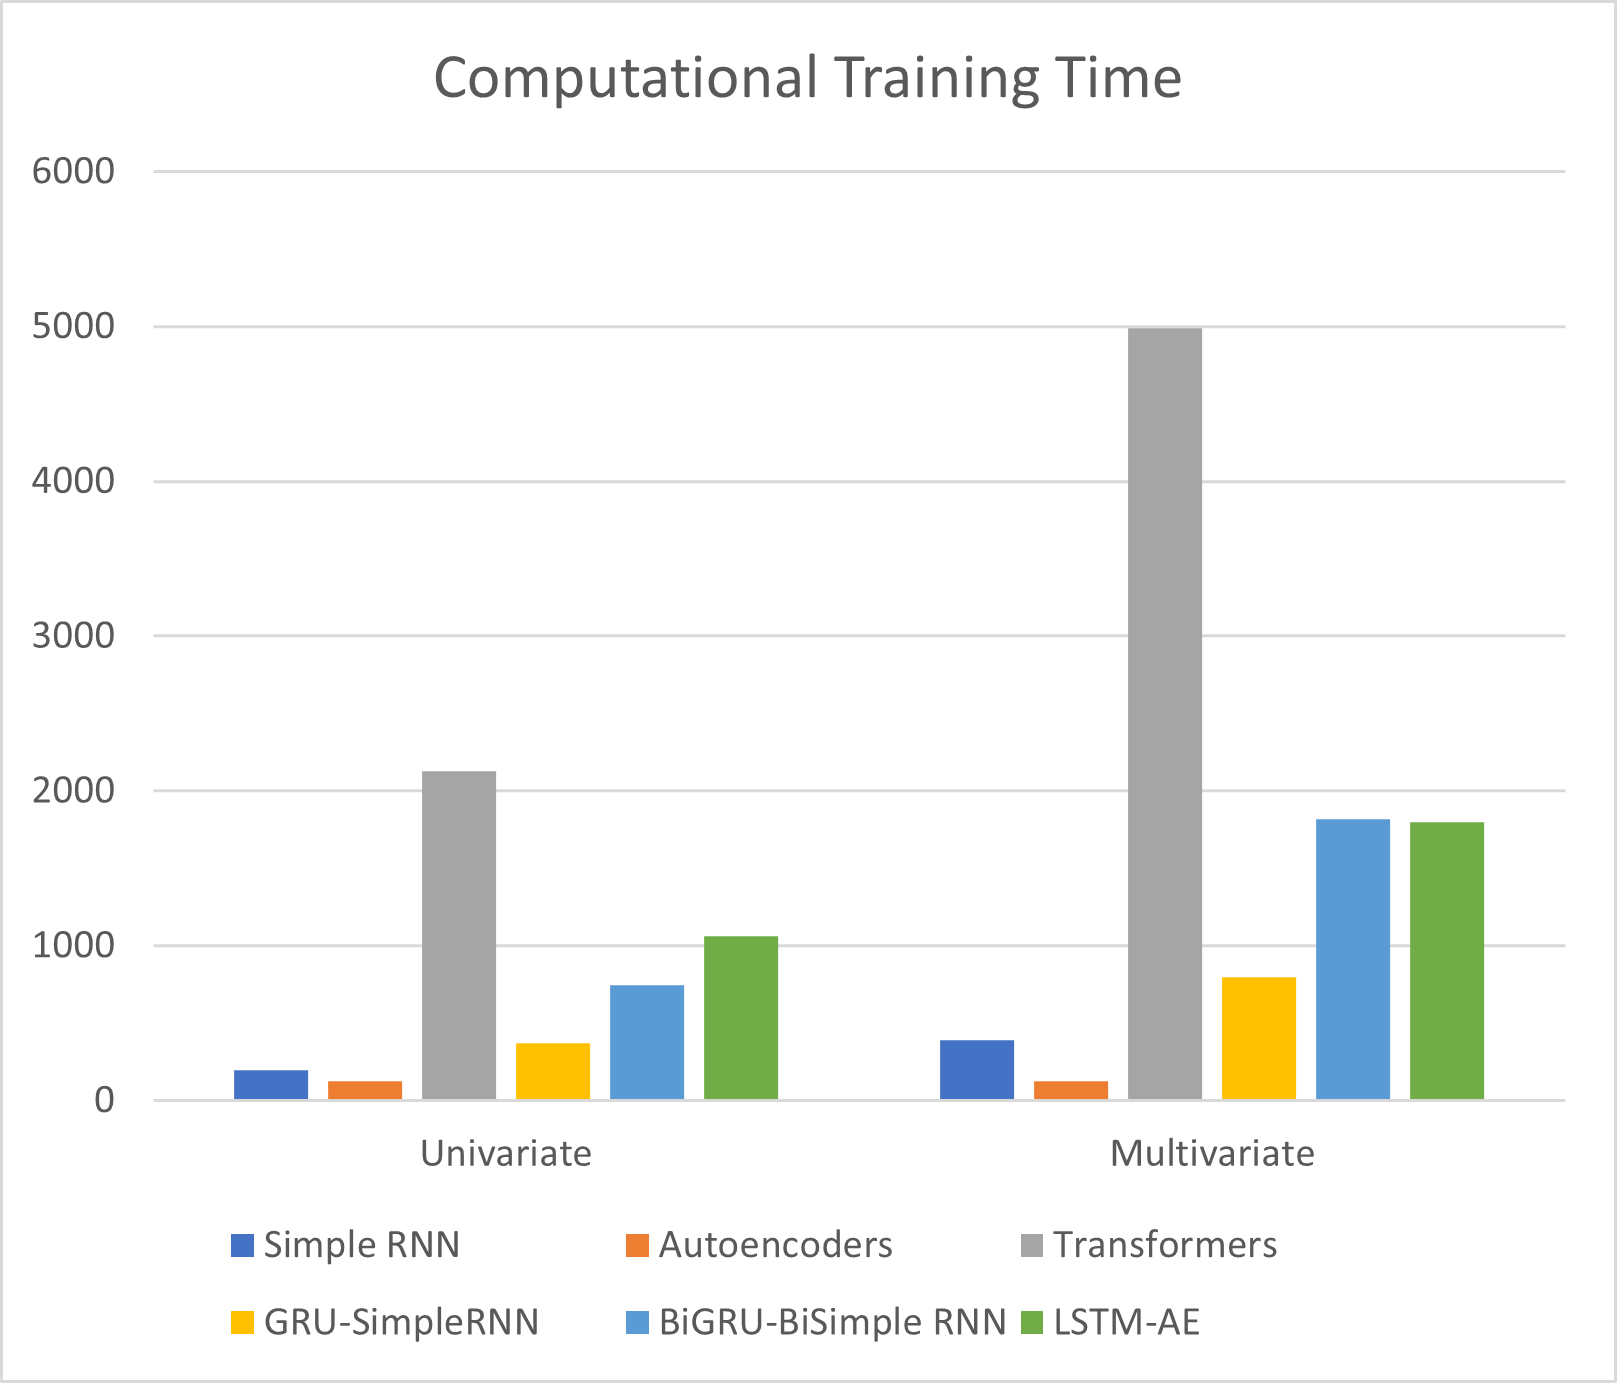 Computational Training Time
6000
5000
4000
3000
2000
1000
0
Univariate Multivariate
Simple RNN Autoencoders Transformers
GRU-SimpleRNN BiGRU-BiSimple RNN LSTM-AE